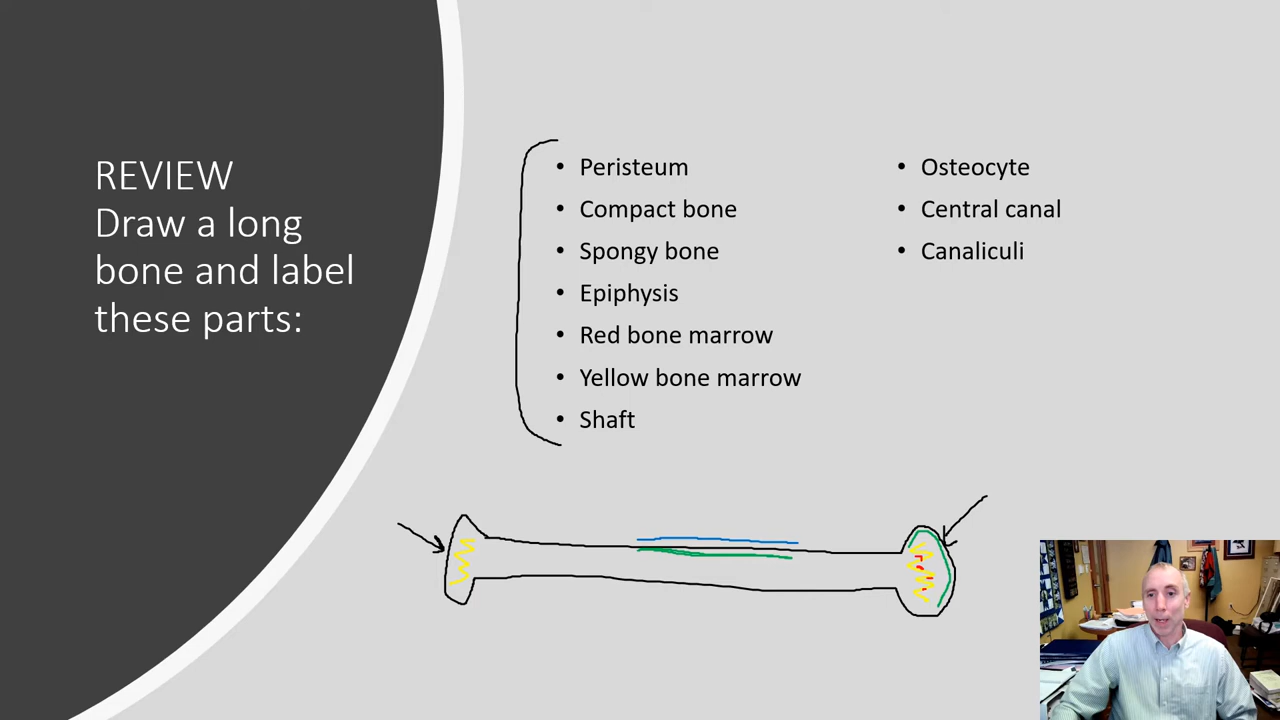 REVIEW
Draw a long
bone and label
these parts:
• Peristeum
• Compact bone
• Spongy bone
• Epiphysis
• Red bone marrow
• Yellow bone marrow
• Shaft
• Osteocyte
• Central canal
• Canaliculi